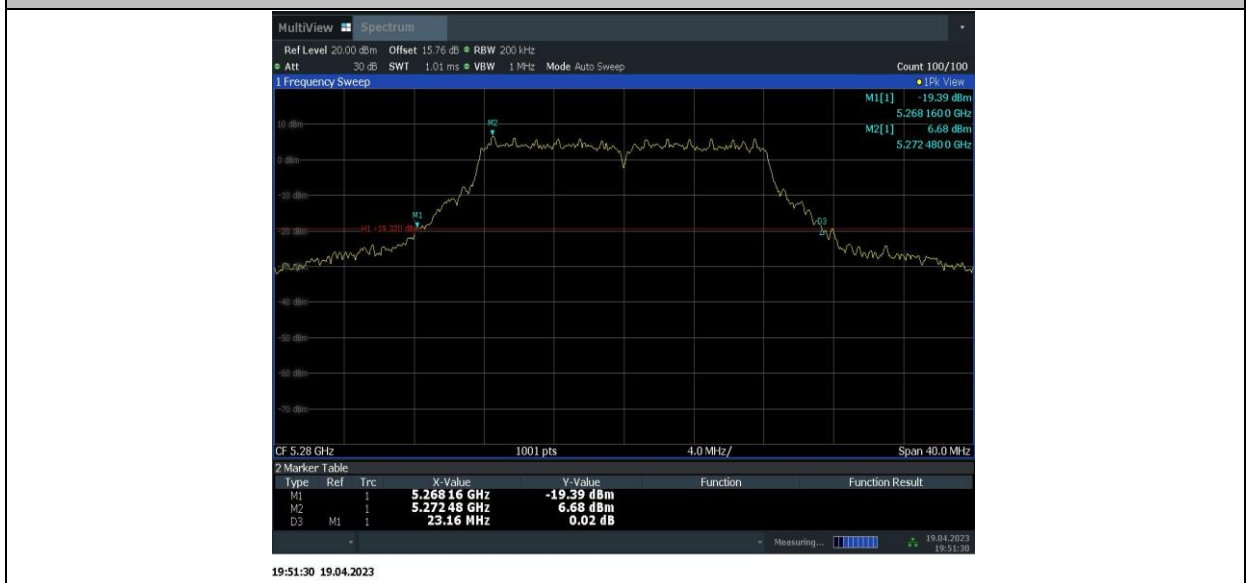 MultiView Spectrum
Ref Level 20.00 dBm Offset 15.76 dB RBW 200 kHz
Att 30 dB SWT 1.01 ms VBW 1 MHz Mode Auto Sweep Count 100/100
1 Frequency Sweep 1Pk View
M1[1] -19.39 dBm
5.268 160 0 GHz
M2[1] 6.68 dBm
5.272 480 0 GHz
10 dBm
M2
0 dBm
-10 dBm
M1
D3
-20 dBm
H1 -19.320 dBm
-40 dBm
-50 dBm
-60 dBm
-70 dBm
CF 5.28 GHz 1001 pts 4.0 MHz/ Span 40.0 MHz
2 Marker Table
Type Ref Trc X-Value Y-Value Function Function Result
M1 1 5.268 16 GHz -19.39 dBm
M2 1 5.272 48 GHz 6.68 dBm
D3 M1 1 23.16 MHz 0.02 dB
Measuring... 19.04.2023
19:51:30
19:51:30 19.04.2023